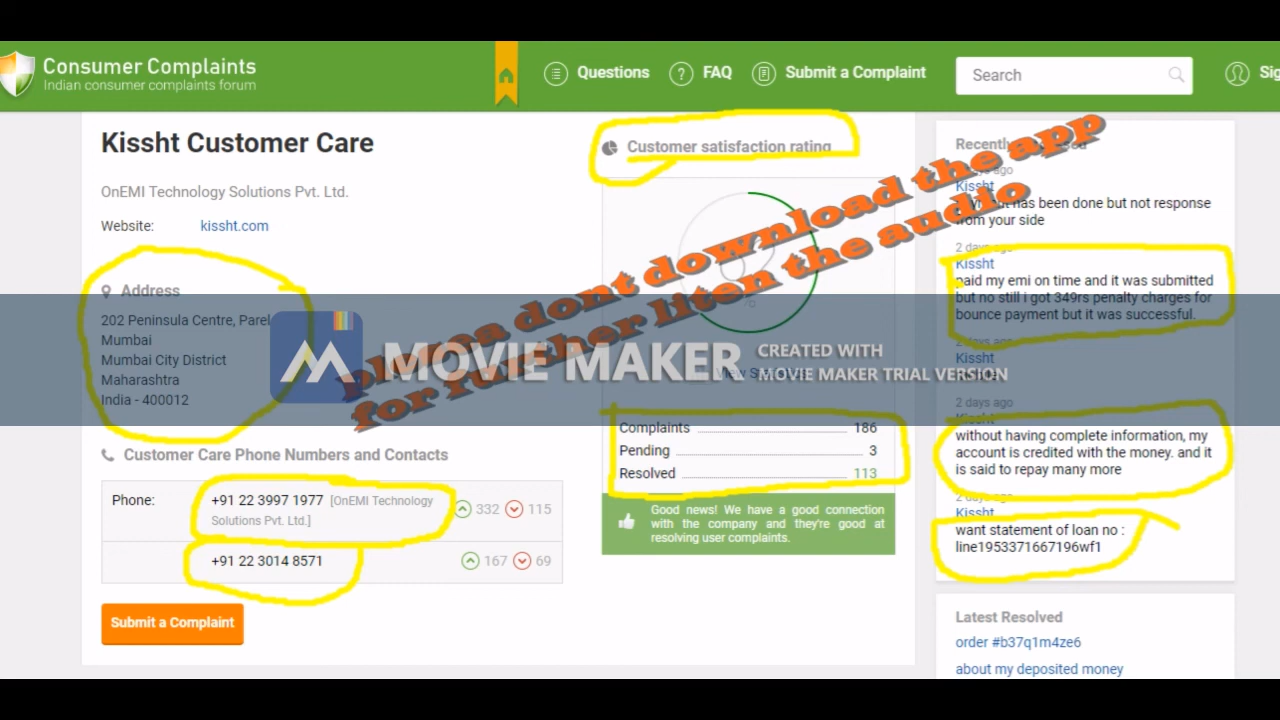 Consumer Complaints
Indian consumer complaints forum
Questions
FAQ
Submit a Complaint
Search
Sig
Kissht Customer Care
OnEMI Technology Solutions Pvt. Ltd.
Website: kissht.com
Address
202 Peninsula Centre, Parel
Mumbai
Mumbai City District
Maharashtra
India - 400012
Customer Care Phone Numbers and Contacts
Phone: +91 22 3997 1977 [OnEMI Technology
Solutions Pvt. Ltd.] 332 115
+91 22 3014 8571 167 69
Submit a Complaint
Customer satisfaction rating
dont download the app
for further liten the audio
MOVIE MAKER
CREATED WITH
MOVIE MAKER TRIAL VERSION
Complaints 186
Pending 3
Resolved 113
Good news! We have a good connection
with the company and they're good at
resolving user complaints.
ago
Kissht
has been done but not response
from your side
2 days ago
Kissht
paid my emi on time and it was submitted
but no still i got 349rs penalty charges for
bounce payment but it was successful.
2 days ago
Kissht
2 days ago
Kissht
without having complete information, my
account is credited with the money. and it
is said to repay many more
2 days ago
Kissht
want statement of loan no :
line1953371667196wf1
Latest Resolved
order #b37q1m4ze6
about my deposited money